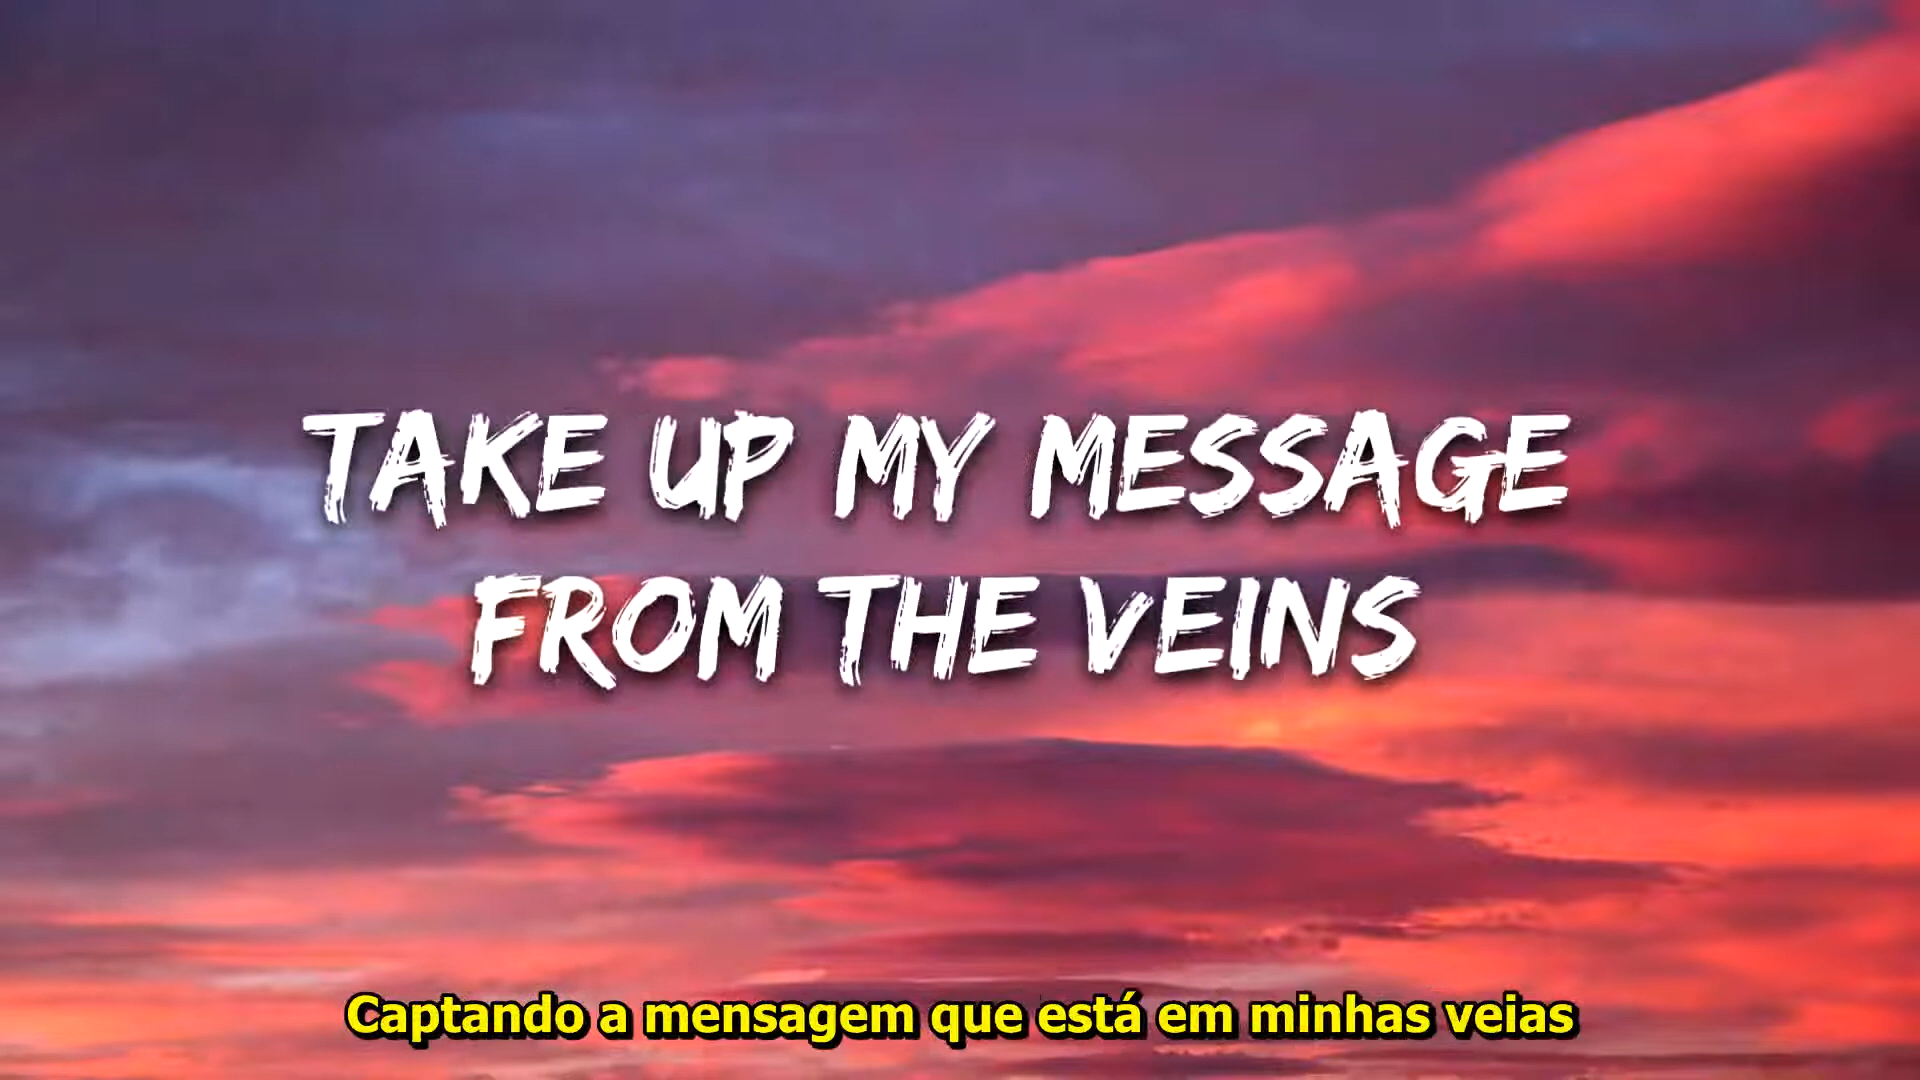 TAKE UP MY MESSAGE
FROM THE VEINS
Captando a mensagem que está em minhas veias